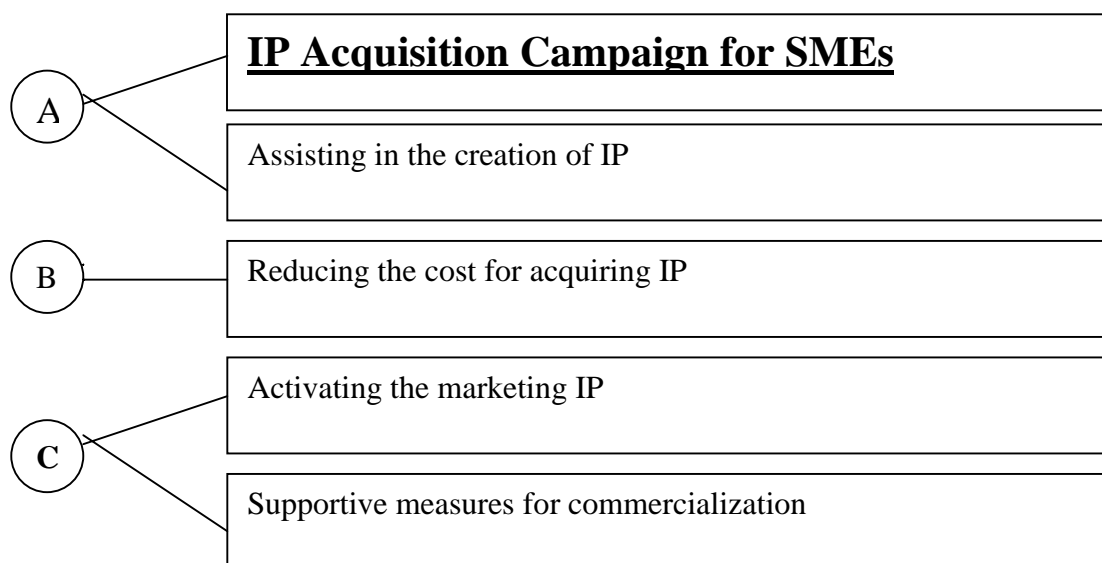 IP Acquisition Campaign for SMEs
A
Assisting in the creation of IP
B
Reducing the cost for acquiring IP
Activating the marketing IP
C
Supportive measures for commercialization